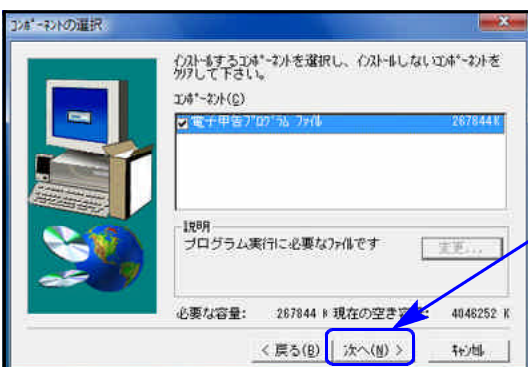 ｺﾝﾎﾟｰﾈﾝﾄの選択
ｲﾝｽﾄｰﾙするｺﾝﾎﾟｰﾈﾝﾄを選択し、ｲﾝｽﾄｰﾙしないｺﾝﾎﾟｰﾈﾝﾄを
ｸﾘｱして下さい。
ｺﾝﾎﾟｰﾈﾝﾄ(C)
電子申告ﾌﾟﾛｸﾞﾗﾑ ﾌｧｲﾙ 267844 K
説明
プログラム実行に必要なﾌｧｲﾙです
変更...
必要な容量: 267844 K 現在の空き容量: 4046252 K
< 戻る(B) 次へ(N) > ｷｬﾝｾﾙ